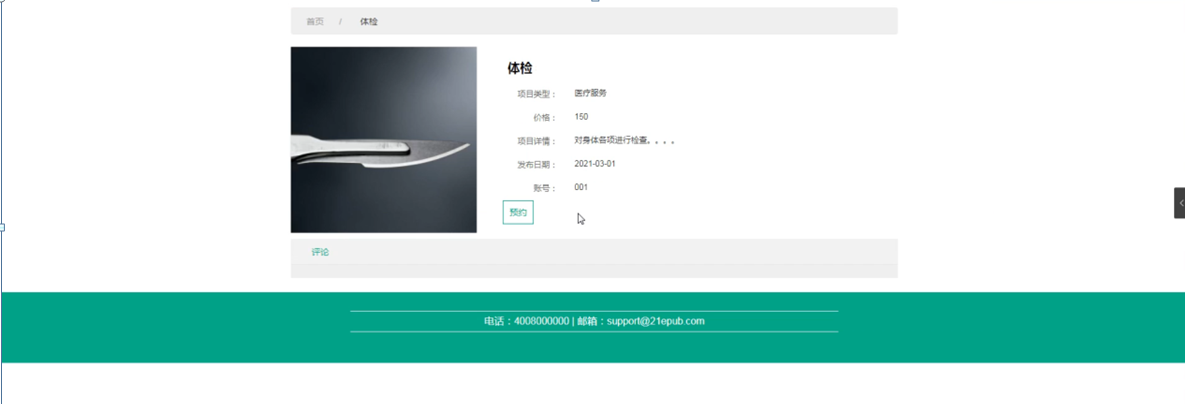 首页 / 体检
体检
项目类型： 医疗服务
价格： 150
项目详情： 对身体各项进行检查。。。。
发布日期： 2021-03-01
账号： 001
预约
评论
电话：4008000000 | 邮箱：support@21epub.com